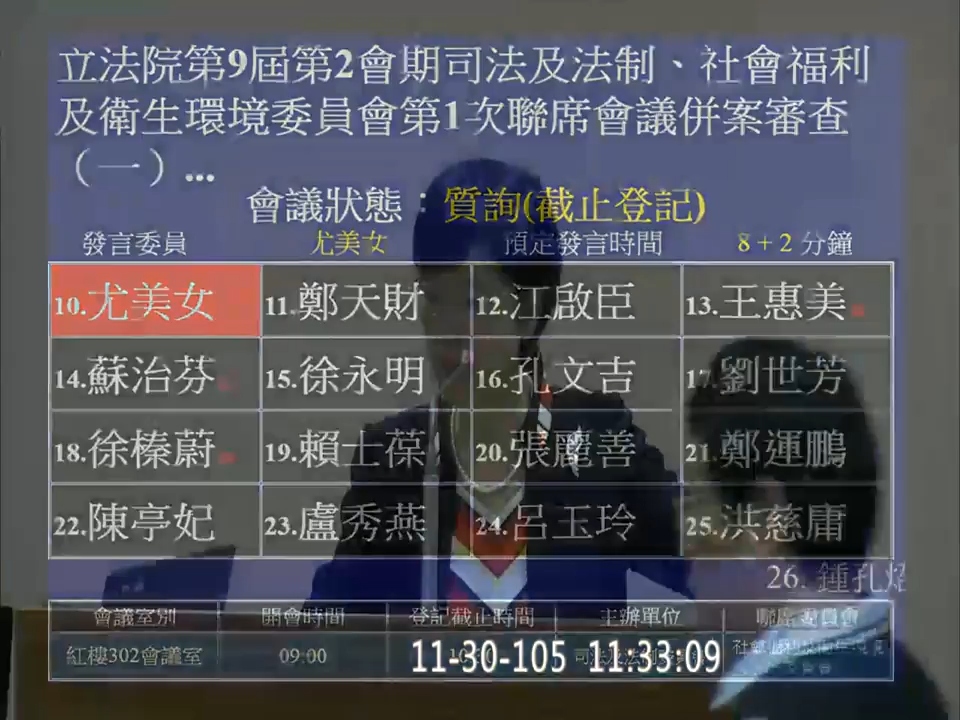 立法院第9屆第2會期司法及法制、社會福利
及衛生環境委員會第1次聯席會議併案審查
（一）...
會議狀態：質詢(截止登記)
發言委員 尤美女 預定發言時間 8+2 分鐘
10.尤美女 11.鄭天財 12.江啟臣 13.王惠美
14.蘇治芬 15.徐永明 16.孔文吉 17.劉世芳
18.徐榛蔚 19.賴士葆 20.張麗善 21.鄭運鵬
22.陳亭妃 23.盧秀燕 24.呂玉玲 25.洪慈庸
26. 鍾孔炤
會議室別 開會時間 登記截止時間 主辦單位 聯席委員會
紅樓302會議室 09:00
11-30-105 11:33:09